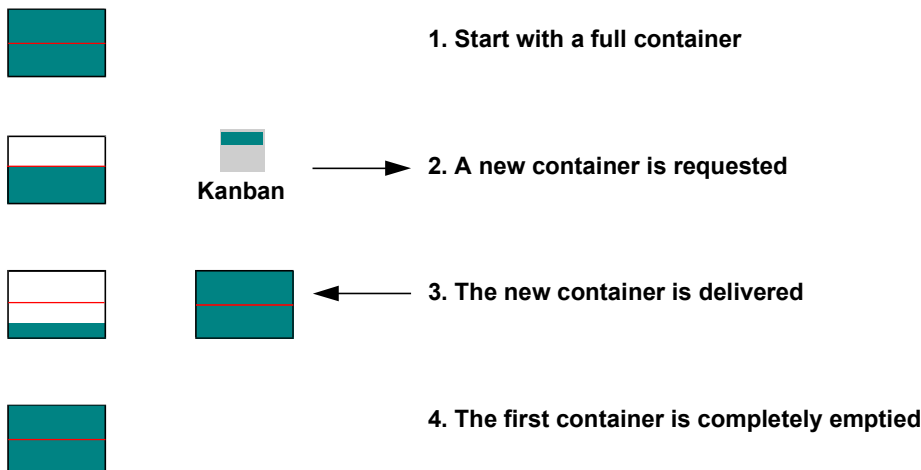 1. Start with a full container
2. A new container is requested
Kanban
3. The new container is delivered
4. The first container is completely emptied